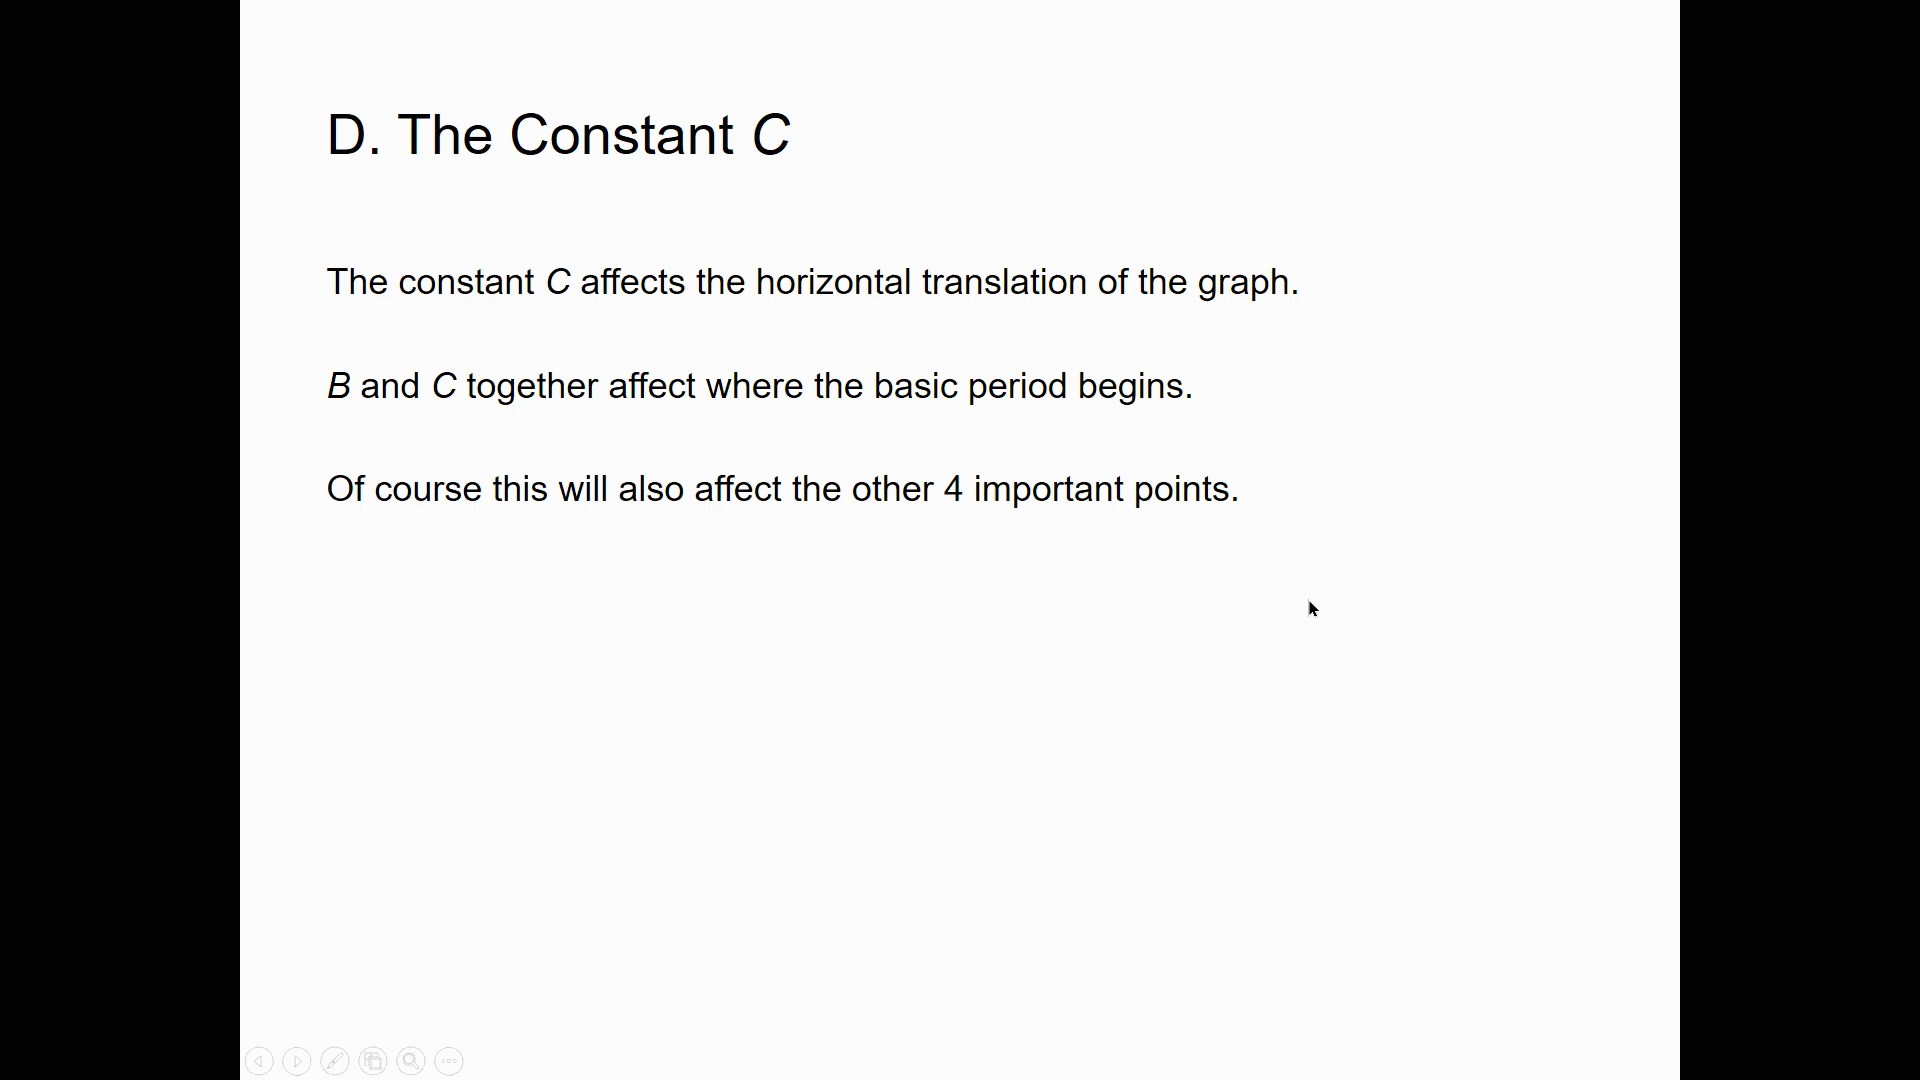 D. The Constant C
The constant C affects the horizontal translation of the graph.
B and C together affect where the basic period begins.
Of course this will also affect the other 4 important points.